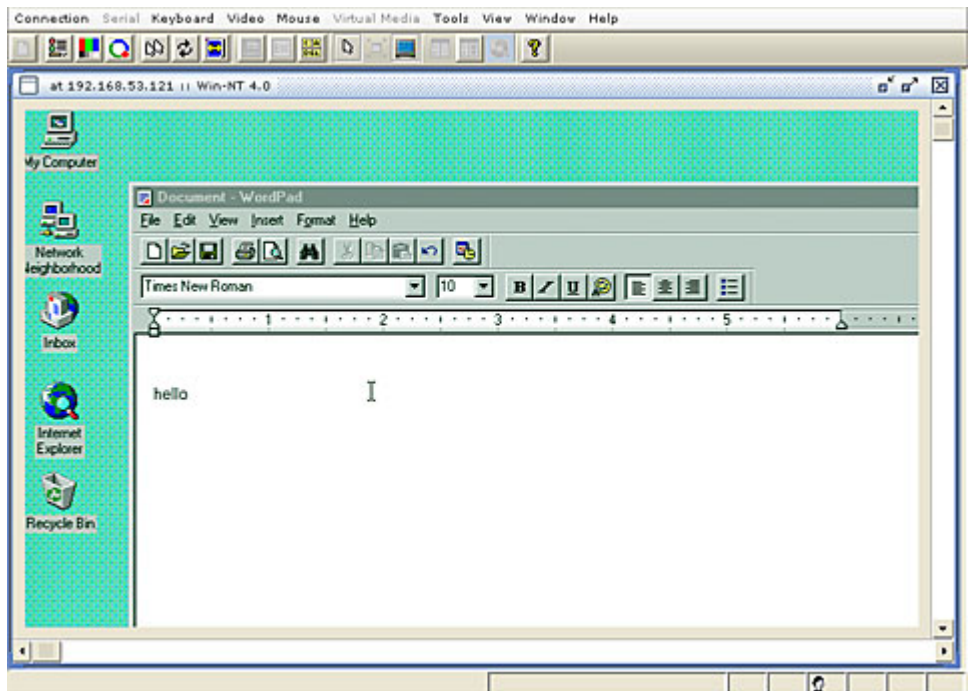 Connection Serial Keyboard Video Mouse Virtual Media Tools View Window Help
at 192.168.53.121 :: Win-NT 4.0
My Computer
Network
Neighborhood
Inbox
Internet
Explorer
Recycle Bin
Document - WordPad
File Edit View Insert Format Help
Times New Roman 10 B I U
1 2 3 4 5
hello